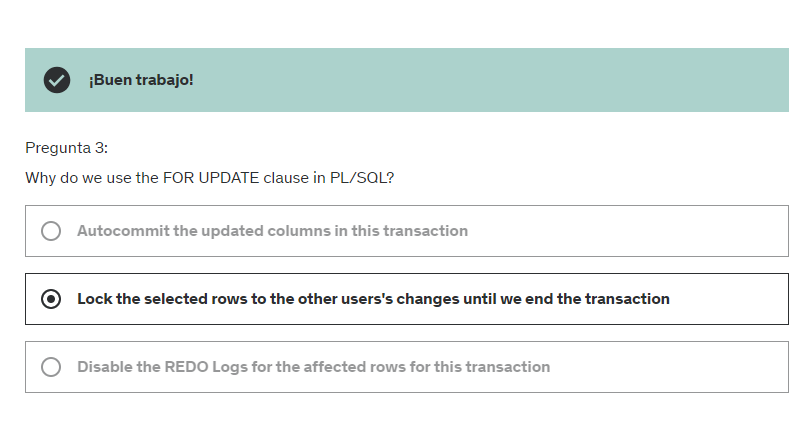 ¡Buen trabajo!
Pregunta 3:
Why do we use the FOR UPDATE clause in PL/SQL?
Autocommit the updated columns in this transaction
Lock the selected rows to the other users's changes until we end the transaction
Disable the REDO Logs for the affected rows for this transaction